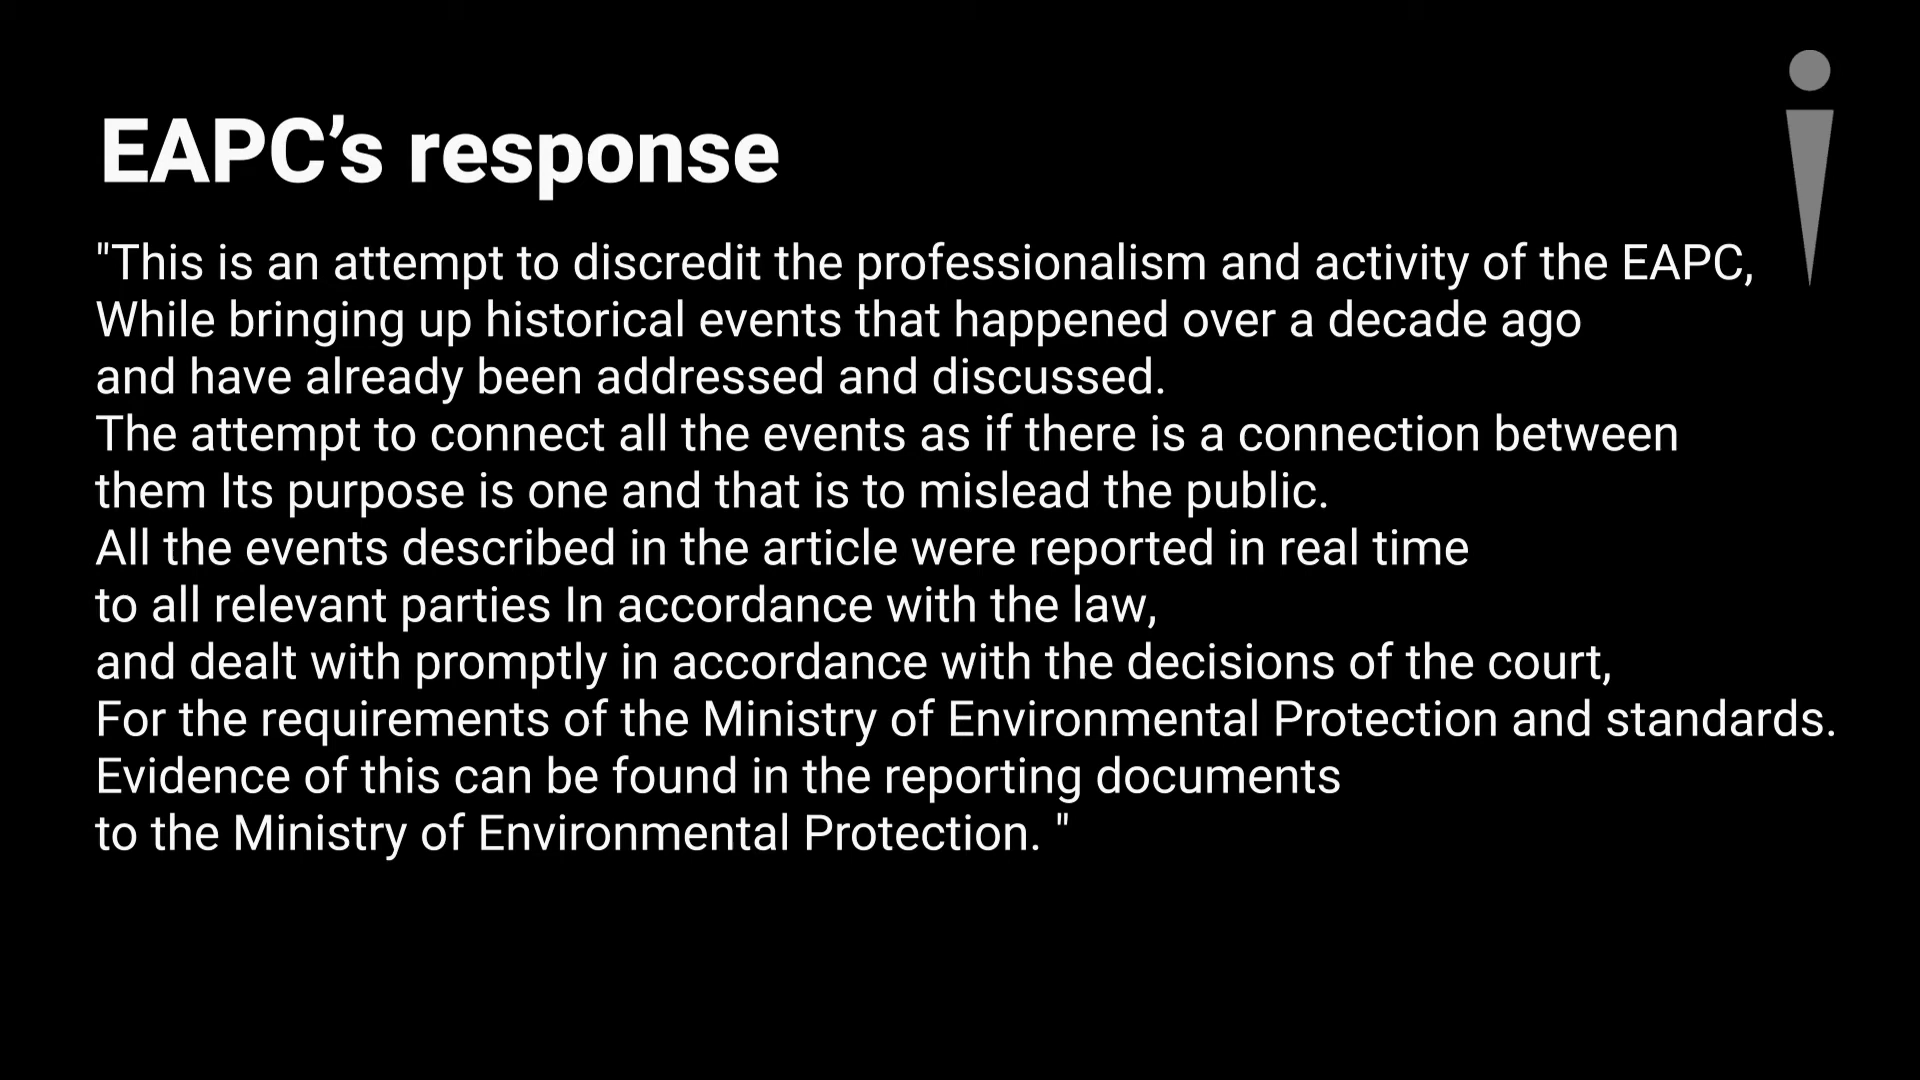 EAPC’s response
"This is an attempt to discredit the professionalism and activity of the EAPC,
While bringing up historical events that happened over a decade ago
and have already been addressed and discussed.
The attempt to connect all the events as if there is a connection between
them Its purpose is one and that is to mislead the public.
All the events described in the article were reported in real time
to all relevant parties In accordance with the law,
and dealt with promptly in accordance with the decisions of the court,
For the requirements of the Ministry of Environmental Protection and standards.
Evidence of this can be found in the reporting documents
to the Ministry of Environmental Protection. "